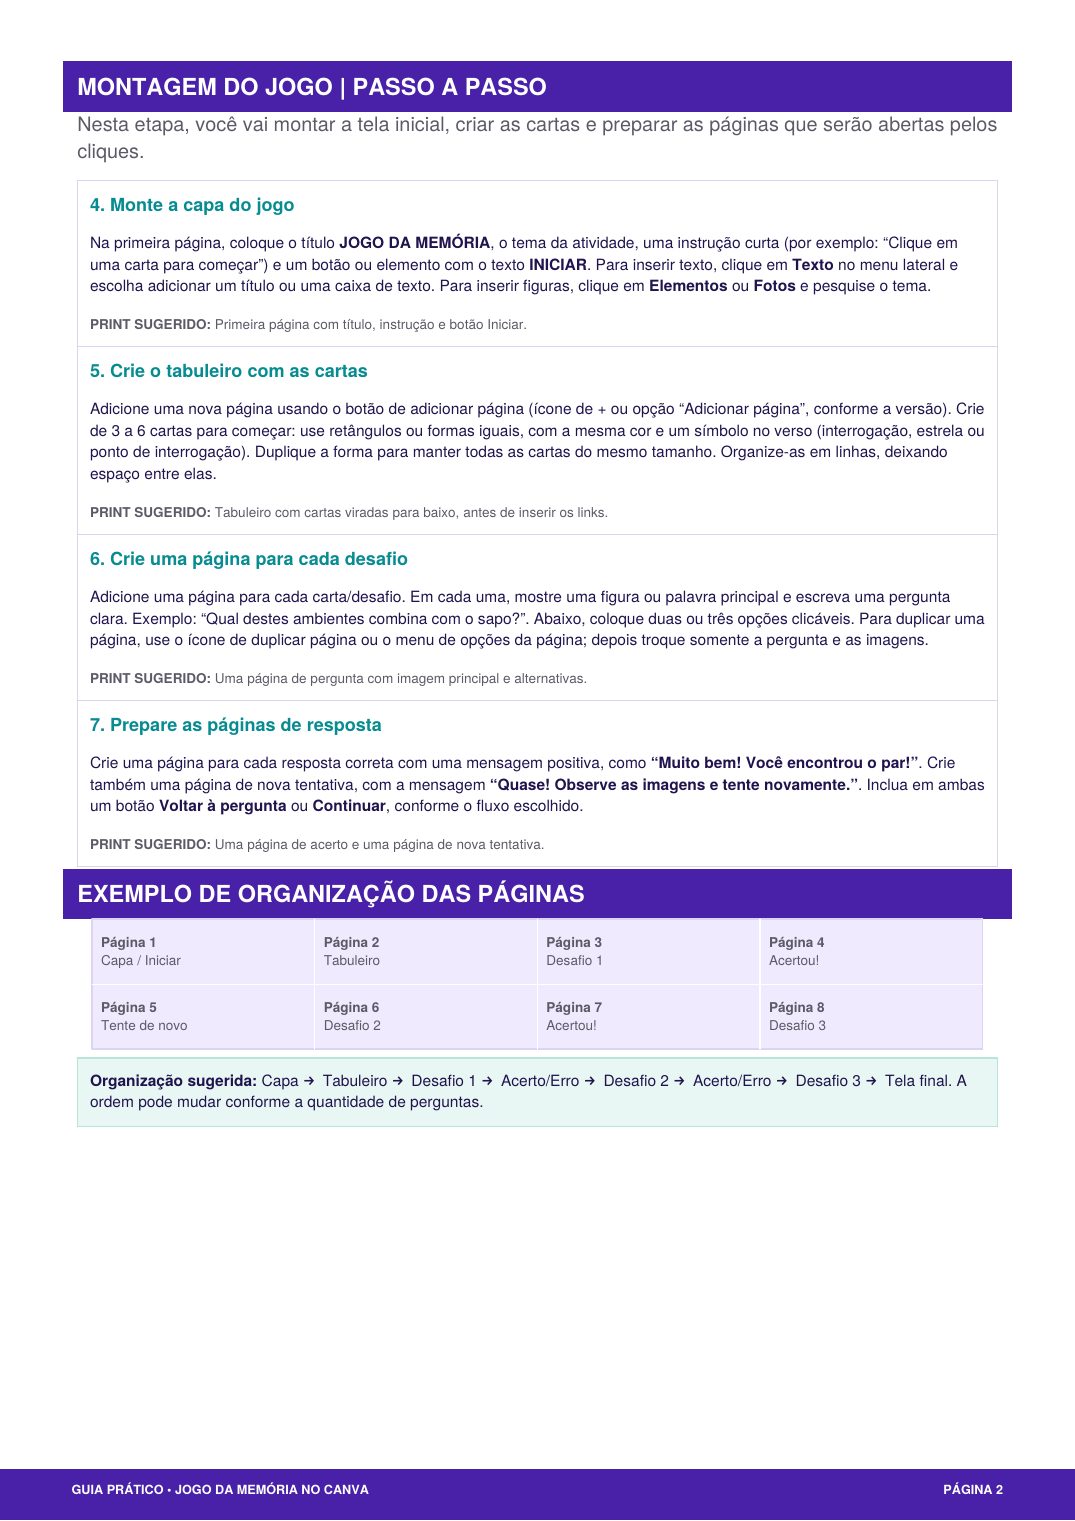 MONTAGEM DO JOGO | PASSO A PASSO
Nesta etapa, você vai montar a tela inicial, criar as cartas e preparar as páginas que serão abertas pelos
cliques.
4. Monte a capa do jogo
Na primeira página, coloque o título JOGO DA MEMÓRIA, o tema da atividade, uma instrução curta (por exemplo: “Clique em
uma carta para começar”) e um botão ou elemento com o texto INICIAR. Para inserir texto, clique em Texto no menu lateral e
escolha adicionar um título ou uma caixa de texto. Para inserir figuras, clique em Elementos ou Fotos e pesquise o tema.
PRINT SUGERIDO: Primeira página com título, instrução e botão Iniciar.
5. Crie o tabuleiro com as cartas
Adicione uma nova página usando o botão de adicionar página (ícone de + ou opção “Adicionar página”, conforme a versão). Crie
de 3 a 6 cartas para começar: use retângulos ou formas iguais, com a mesma cor e um símbolo no verso (interrogação, estrela ou
ponto de interrogação). Duplique a forma para manter todas as cartas do mesmo tamanho. Organize-as em linhas, deixando
espaço entre elas.
PRINT SUGERIDO: Tabuleiro com cartas viradas para baixo, antes de inserir os links.
6. Crie uma página para cada desafio
Adicione uma página para cada carta/desafio. Em cada uma, mostre uma figura ou palavra principal e escreva uma pergunta
clara. Exemplo: “Qual destes ambientes combina com o sapo?”. Abaixo, coloque duas ou três opções clicáveis. Para duplicar uma
página, use o ícone de duplicar página ou o menu de opções da página; depois troque somente a pergunta e as imagens.
PRINT SUGERIDO: Uma página de pergunta com imagem principal e alternativas.
7. Prepare as páginas de resposta
Crie uma página para cada resposta correta com uma mensagem positiva, como “Muito bem! Você encontrou o par!”. Crie
também uma página de nova tentativa, com a mensagem “Quase! Observe as imagens e tente novamente.”. Inclua em ambas
um botão Voltar à pergunta ou Continuar, conforme o fluxo escolhido.
PRINT SUGERIDO: Uma página de acerto e uma página de nova tentativa.
EXEMPLO DE ORGANIZAÇÃO DAS PÁGINAS
Página 1
Capa / Iniciar
Página 2
Tabuleiro
Página 3
Desafio 1
Página 4
Acertou!
Página 5
Tente de novo
Página 6
Desafio 2
Página 7
Acertou!
Página 8
Desafio 3
Organização sugerida: Capa → Tabuleiro → Desafio 1 → Acerto/Erro → Desafio 2 → Acerto/Erro → Desafio 3 → Tela final. A
ordem pode mudar conforme a quantidade de perguntas.
GUIA PRÁTICO • JOGO DA MEMÓRIA NO CANVA
PÁGINA 2